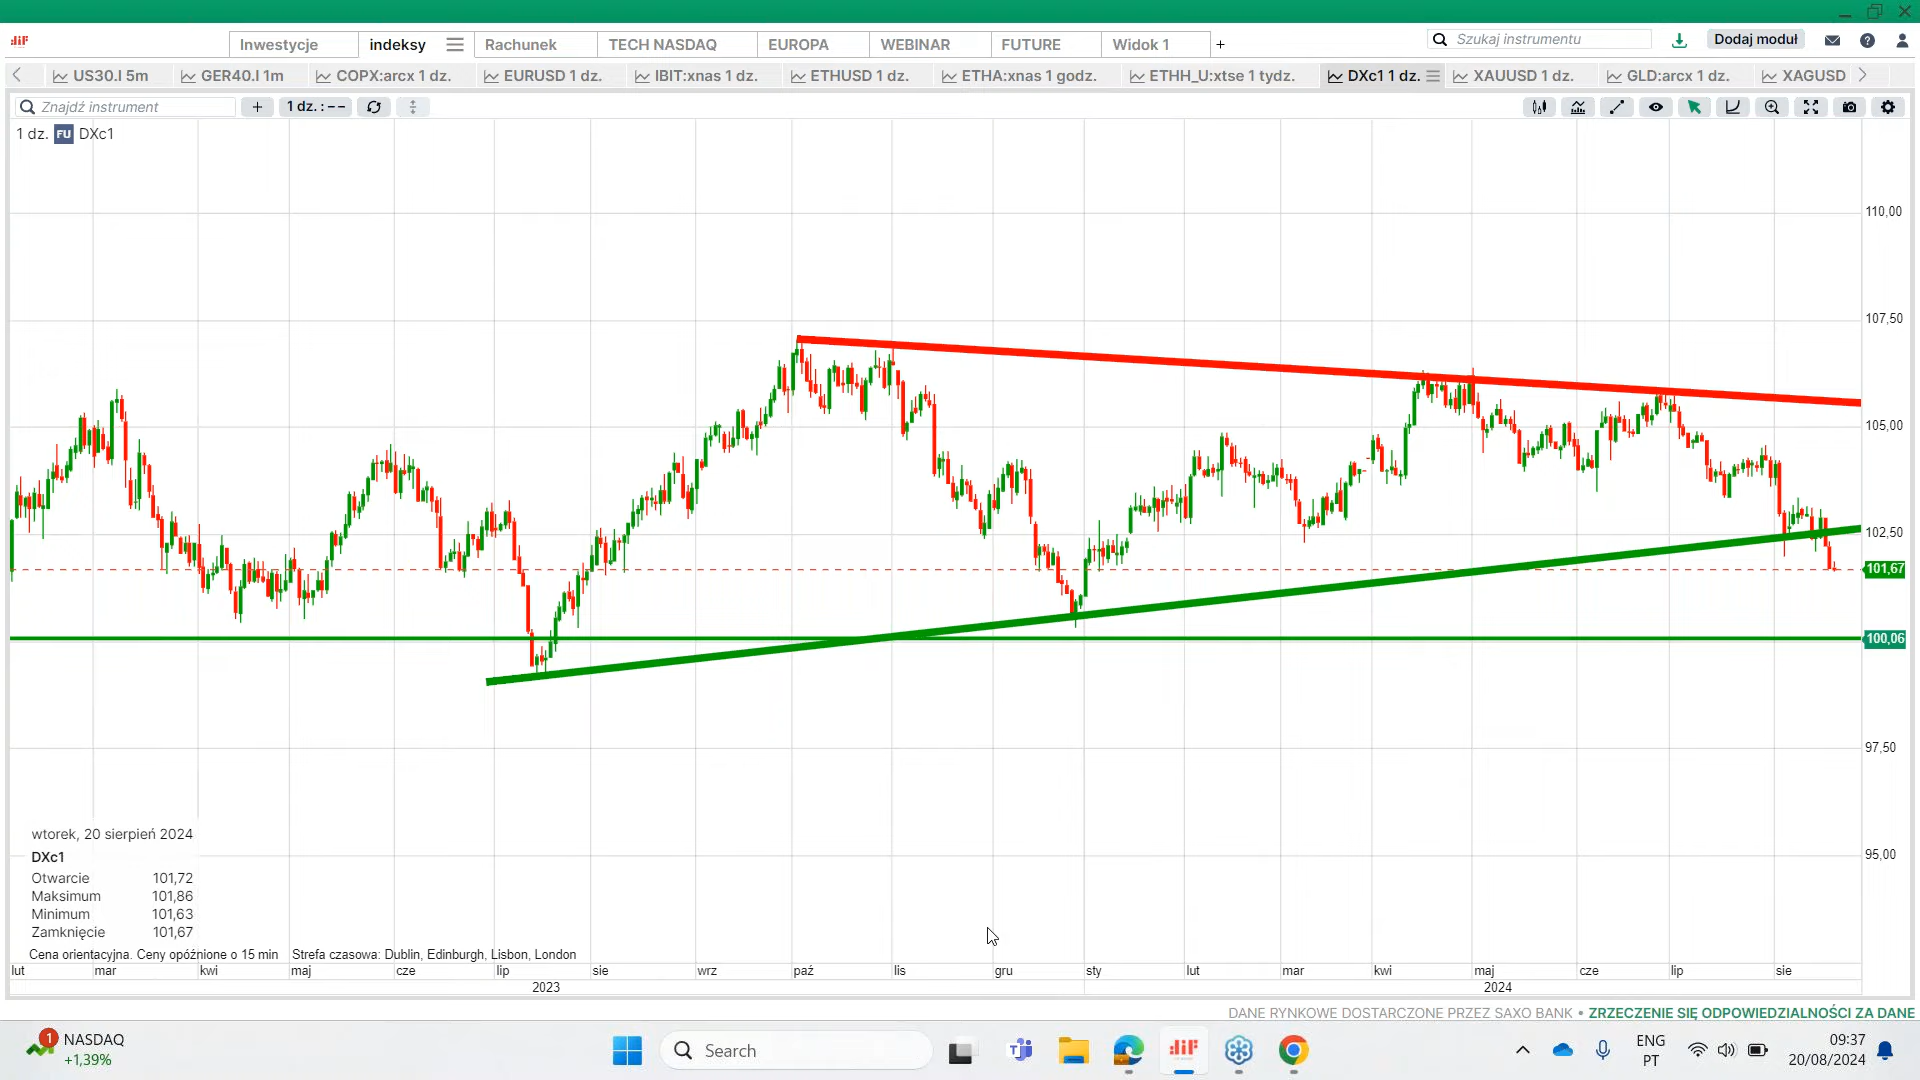 dif
Inwestycje
indeksy
Rachunek
TECH NASDAQ
EUROPA
WEBINAR
FUTURE
Widok 1
+
Szukaj instrumentu
Dodaj moduł
US30.I 5m
GER40.I 1m
COPX:arcx 1 dz.
EURUSD 1 dz.
IBIT:xnas 1 dz.
ETHUSD 1 dz.
ETHA:xnas 1 godz.
ETHH_U:xtse 1 tydz.
DXc1 1 dz.
XAUUSD 1 dz.
GLD:arcx 1 dz.
XAGUSD
Znajdź instrument
+
1 dz. : – –
1 dz. FU DXc1
110,00
107,50
105,00
102,50
101,67
100,06
97,50
95,00
wtorek, 20 sierpień 2024
DXc1
Otwarcie 101,72
Maksimum 101,86
Minimum 101,63
Zamknięcie 101,67
Cena orientacyjna. Ceny opóźnione o 15 min Strefa czasowa: Dublin, Edinburgh, Lisbon, London
lut mar kwi maj cze lip sie wrz paź lis gru sty lut mar kwi maj cze lip sie
2023 2024
DANE RYNKOWE DOSTARCZONE PRZEZ SAXO BANK • ZRZECZENIE SIĘ ODPOWIEDZIALNOŚCI ZA DANE
1
NASDAQ
+1,39%
Search
dif
ENG
PT
09:37
20/08/2024